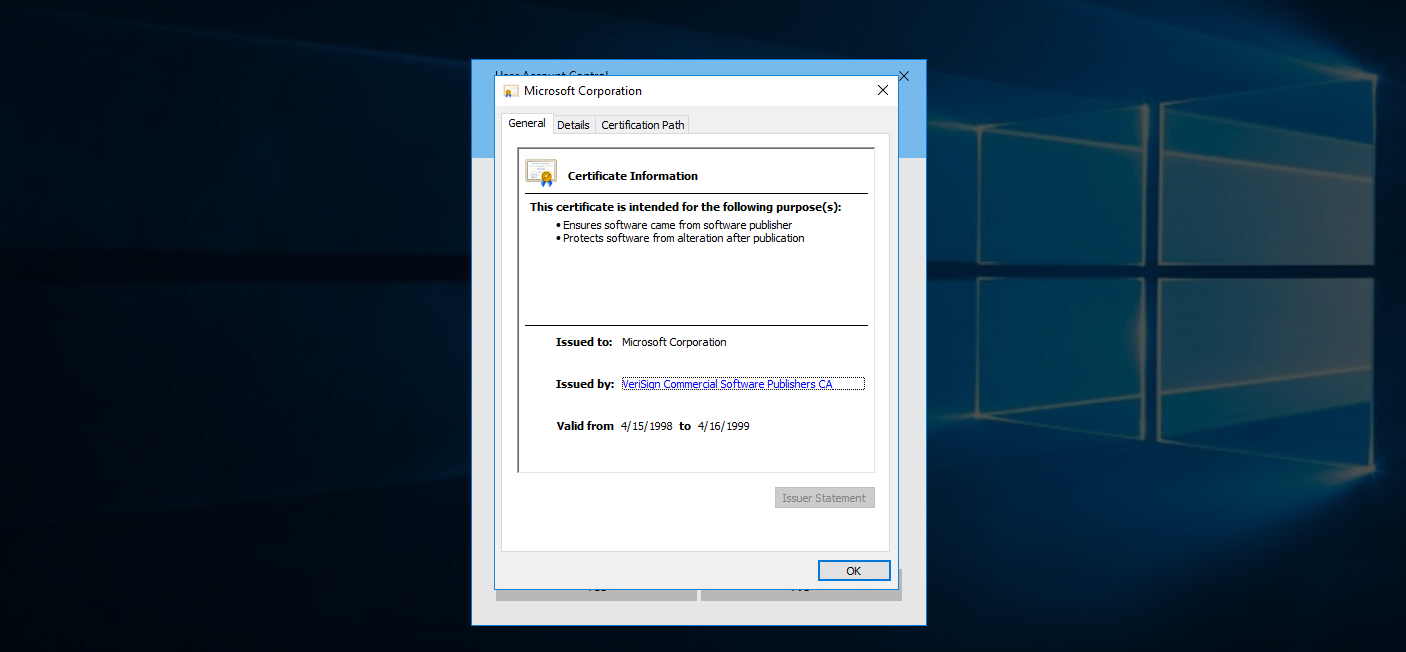 User Account Control
Microsoft Corporation
General Details Certification Path
Certificate Information
This certificate is intended for the following purpose(s):
• Ensures software came from software publisher
• Protects software from alteration after publication
Issued to: Microsoft Corporation
Issued by: VeriSign Commercial Software Publishers CA
Valid from 4/15/1998 to 4/16/1999
Issuer Statement
OK